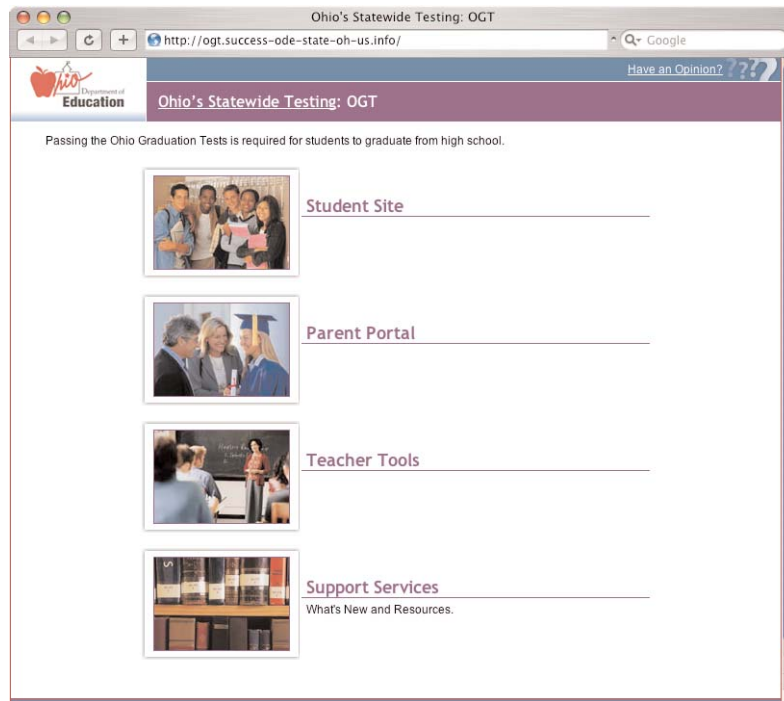 Ohio's Statewide Testing: OGT
http://ogt.success-ode-state-oh-us.info/
Google
Have an Opinion? ????
Ohio
Department of
Education
Ohio's Statewide Testing: OGT
Passing the Ohio Graduation Tests is required for students to graduate from high school.
Student Site
Parent Portal
Teacher Tools
Support Services
What's New and Resources.